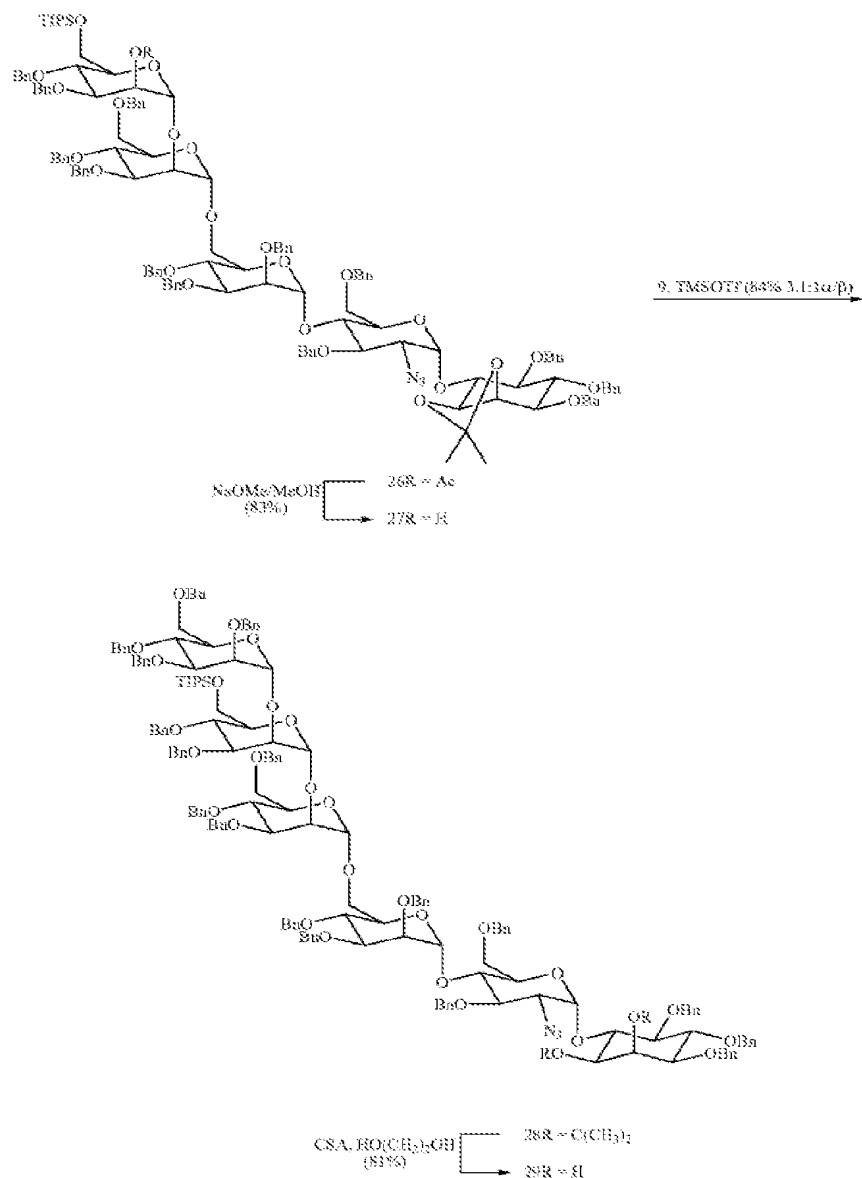 TIPSO
OR
O
BnO
BnO
OBn
O
O
BnO
BnO
O
OBn
O
BnO
BnO
OBn
O
O
BnO
N3
O
O
O
OBn
OBn
OBn
9, TMSOTf (84% 3.1:1α/β)
NaOMe/MeOH
(83%)
26R = Ac
27R = H
OBn
OBn
O
BnO
BnO
TIPSO
O
O
BnO
BnO
OBn
O
O
BnO
BnO
O
OBn
O
BnO
BnO
OBn
O
O
BnO
N3
O
OR
RO
OBn
OBn
OBn
CSA, HO(CH2)2OH
(81%)
28R = C(CH3)2
29R = H